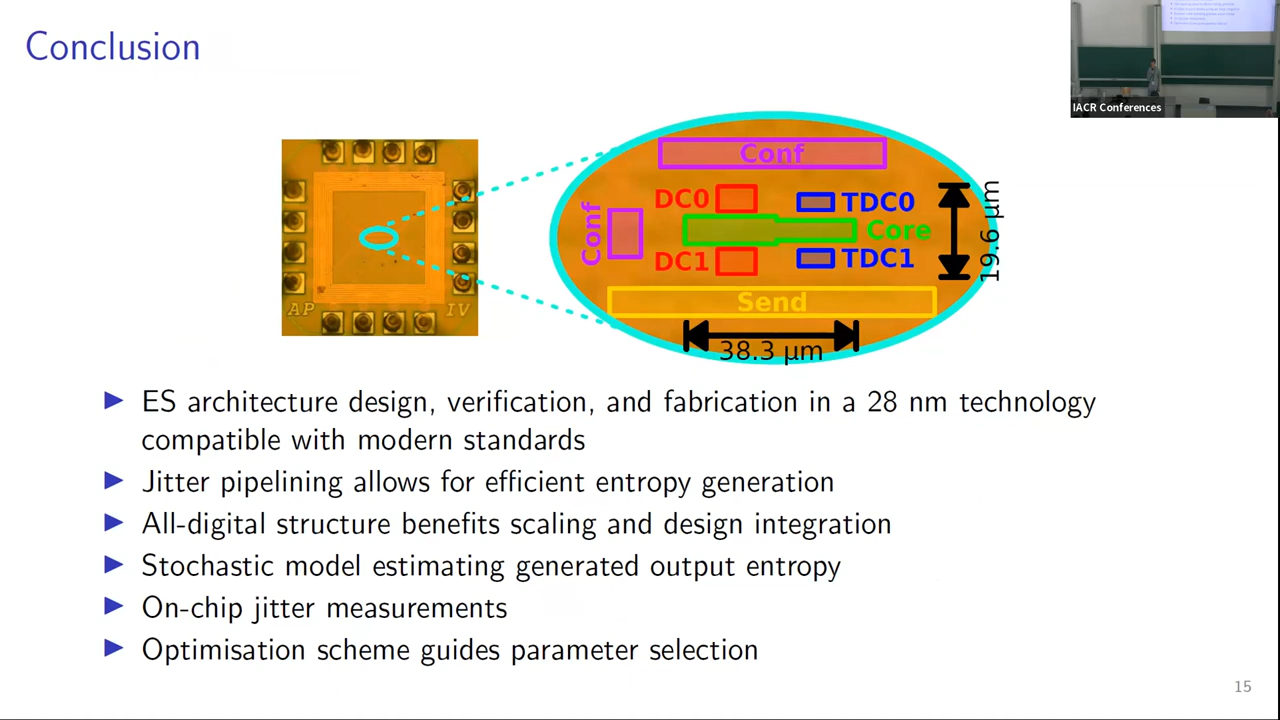 Conclusion
IACR Conferences
AP
IV
Conf
Conf
DC0
TDC0
Core
DC1
TDC1
Send
38.3 µm
19.6 µm
ES architecture design, verification, and fabrication in a 28 nm technology
compatible with modern standards
Jitter pipelining allows for efficient entropy generation
All-digital structure benefits scaling and design integration
Stochastic model estimating generated output entropy
On-chip jitter measurements
Optimisation scheme guides parameter selection
15